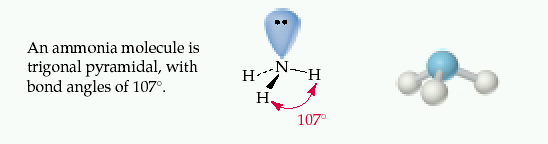 An ammonia molecule is
trigonal pyramidal, with
bond angles of 107°.
N
H
H
H
107°